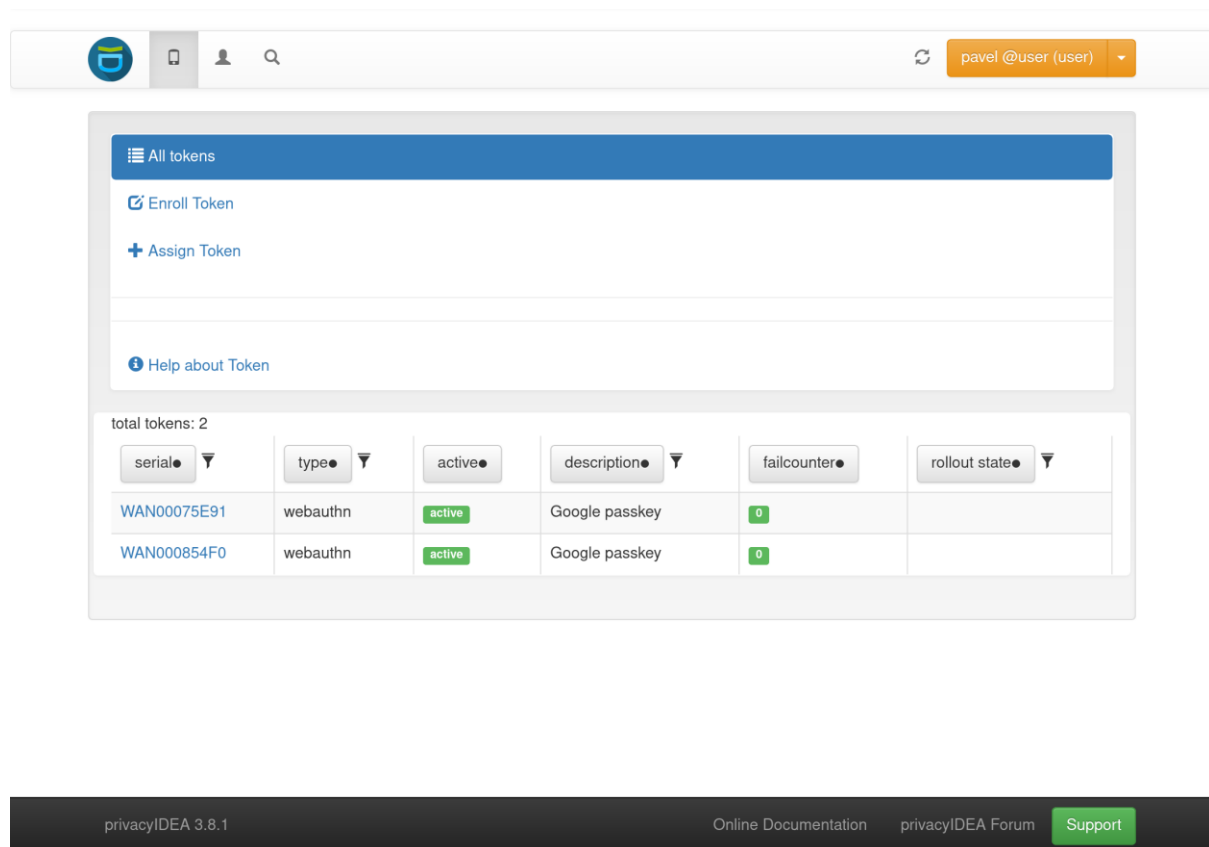 pavel @user (user)
All tokens
Enroll Token
Assign Token
Help about Token
total tokens: 2
serial● type● active● description● failcounter● rollout state●
WAN00075E91 webauthn active Google passkey 0
WAN000854F0 webauthn active Google passkey 0
privacyIDEA 3.8.1 Online Documentation privacyIDEA Forum Support